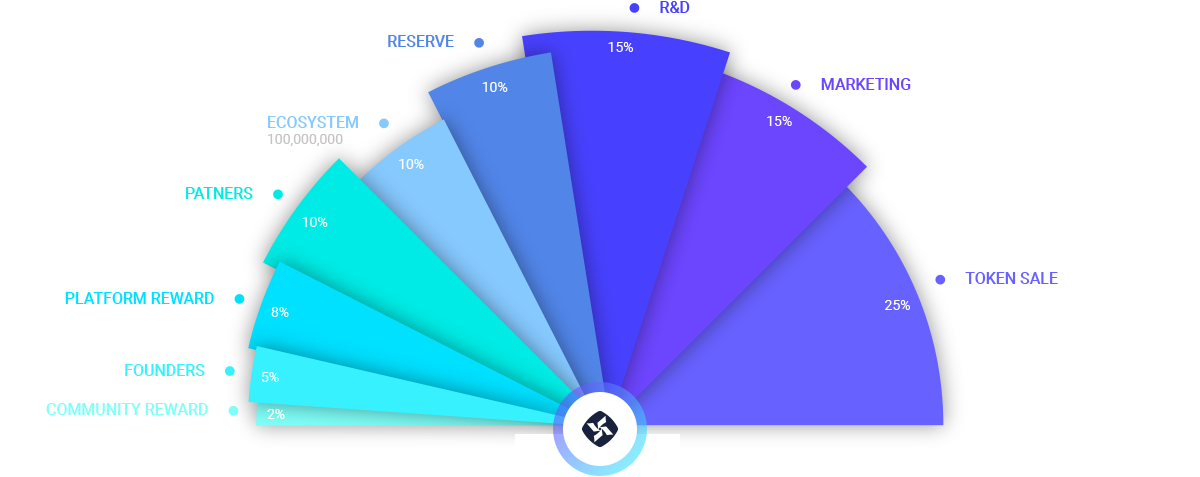 R&D
15%
RESERVE
10%
MARKETING
15%
ECOSYSTEM
100,000,000
10%
PATNERS
10%
TOKEN SALE
25%
PLATFORM REWARD
8%
FOUNDERS
5%
COMMUNITY REWARD
2%